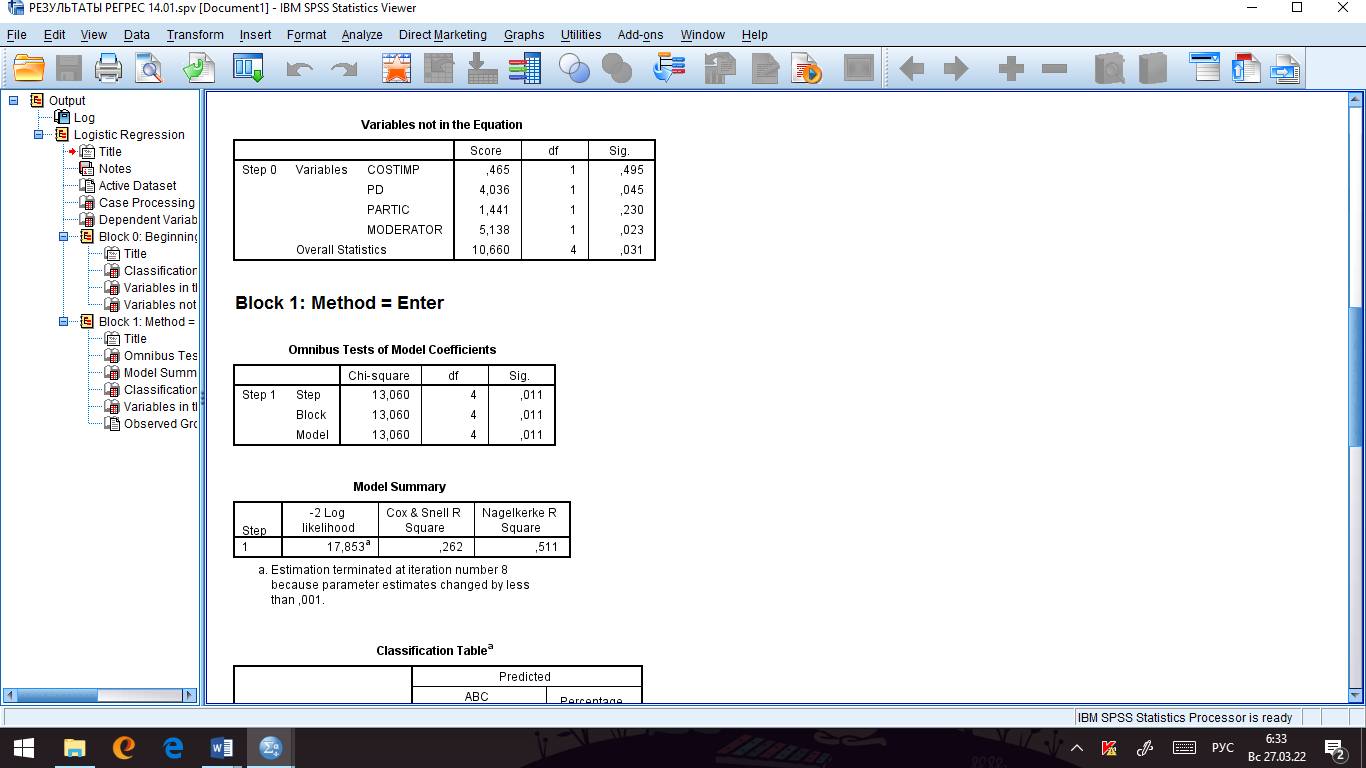 РЕЗУЛЬТАТЫ РЕГРЕС 14.01.spv [Document1] - IBM SPSS Statistics Viewer
File Edit View Data Transform Insert Format Analyze Direct Marketing Graphs Utilities Add-ons Window Help
Output
Log
Logistic Regression
Title
Notes
Active Dataset
Case Processing
Dependent Variab
Block 0: Beginning
Title
Classification
Variables in t
Variables not
Block 1: Method =
Title
Omnibus Tes
Model Summ
Classification
Variables in t
Observed Gro
Variables not in the Equation
Score df Sig.
Step 0 Variables COSTIMP ,465 1 ,495
PD 4,036 1 ,045
PARTIC 1,441 1 ,230
MODERATOR 5,138 1 ,023
Overall Statistics 10,660 4 ,031
Block 1: Method = Enter
Omnibus Tests of Model Coefficients
Chi-square df Sig.
Step 1 Step 13,060 4 ,011
Block 13,060 4 ,011
Model 13,060 4 ,011
Model Summary
Step -2 Log likelihood Cox & Snell R Square Nagelkerke R Square
1 17,853a ,262 ,511
a. Estimation terminated at iteration number 8
because parameter estimates changed by less
than ,001.
Classification Tablea
Predicted
ABC Percentage
IBM SPSS Statistics Processor is ready
РУС 6:33
Вс 27.03.22 2